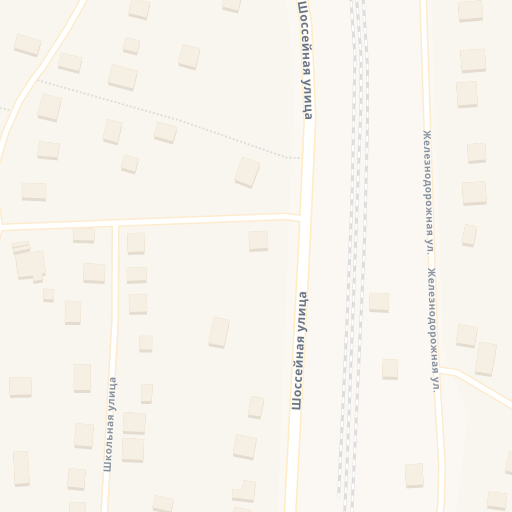 Шоссейная улица
Железнодорожная ул.
Железнодорожная ул.
Шоссейная улица
Школьная улица